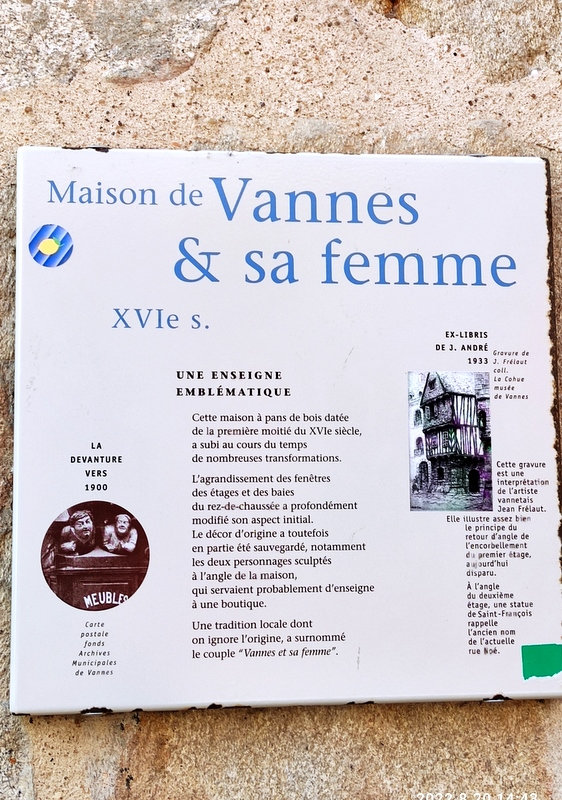 Maison de Vannes
& sa femme
XVIe s.
UNE ENSEIGNE
EMBLÉMATIQUE
Cette maison à pans de bois datée
de la première moitié du XVIe siècle,
a subi au cours du temps
de nombreuses transformations.
L'agrandissement des fenêtres
des étages et des baies
du rez-de-chaussée a profondément
modifié son aspect initial.
Le décor d'origine a toutefois
en partie été sauvegardé, notamment
les deux personnages sculptés
à l'angle de la maison,
qui servaient probablement d'enseigne
à une boutique.
Une tradition locale dont
on ignore l'origine, a surnommé
le couple "Vannes et sa femme".
LA
DEVANTURE
VERS
1900
MEUBLES
Carte
postale
fonds
Archives
Municipales
de Vannes
EX-LIBRIS
DE J. ANDRÉ
1933
Gravure de
J. Frélaut
coll.
La Cohue
musée
de Vannes
Cette gravure
est une
interprétation
de l'artiste
vannetais
Jean Frélaut.
Elle illustre assez bien
le principe du
retour d'angle de
l'encorbellement
du premier étage,
aujourd'hui
disparu.
À l'angle
du deuxième
étage, une statue
de Saint-François
rappelle
l'ancien nom
de l'actuelle
rue Noé.